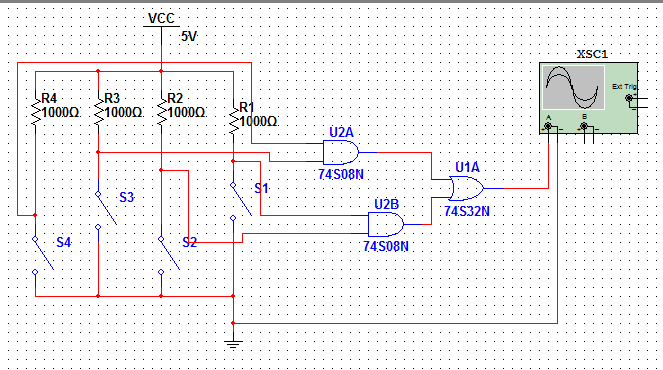 VCC
5V
XSC1
Ext Trig
+
-
A
B
+ - + -
R4
1000Ω
R3
1000Ω
R2
1000Ω
R1
1000Ω
U2A
74S08N
U1A
74S32N
U2B
74S08N
S1
S3
S4
S2